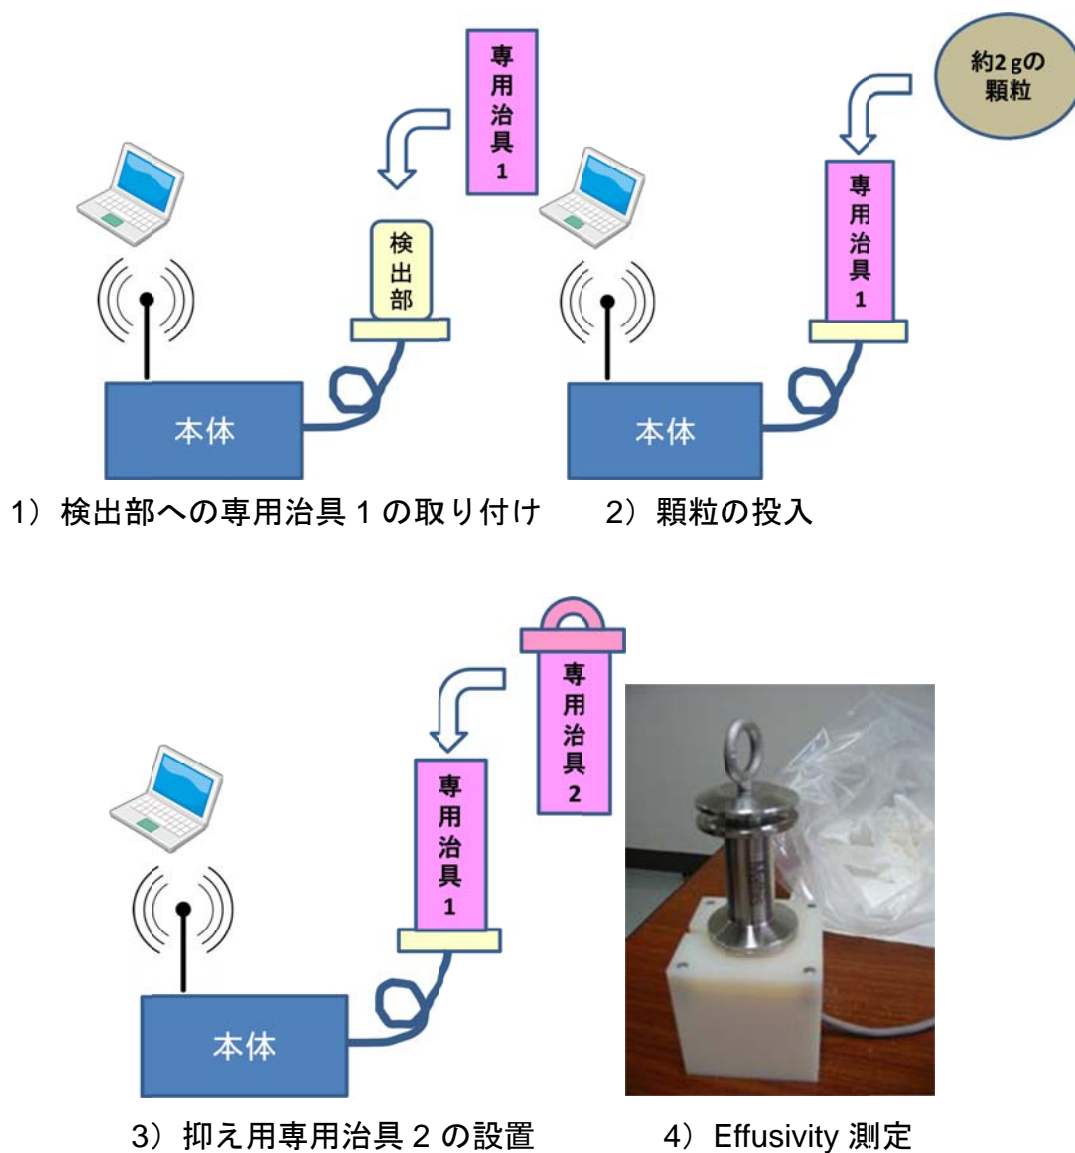 専用治具1
検出部
本体
1）検出部への専用治具 1 の取り付け
約2gの
顆粒
専用治具1
本体
2）顆粒の投入
専用治具2
専用治具1
本体
3）抑え用専用治具 2 の設置
4）Effusivity 測定